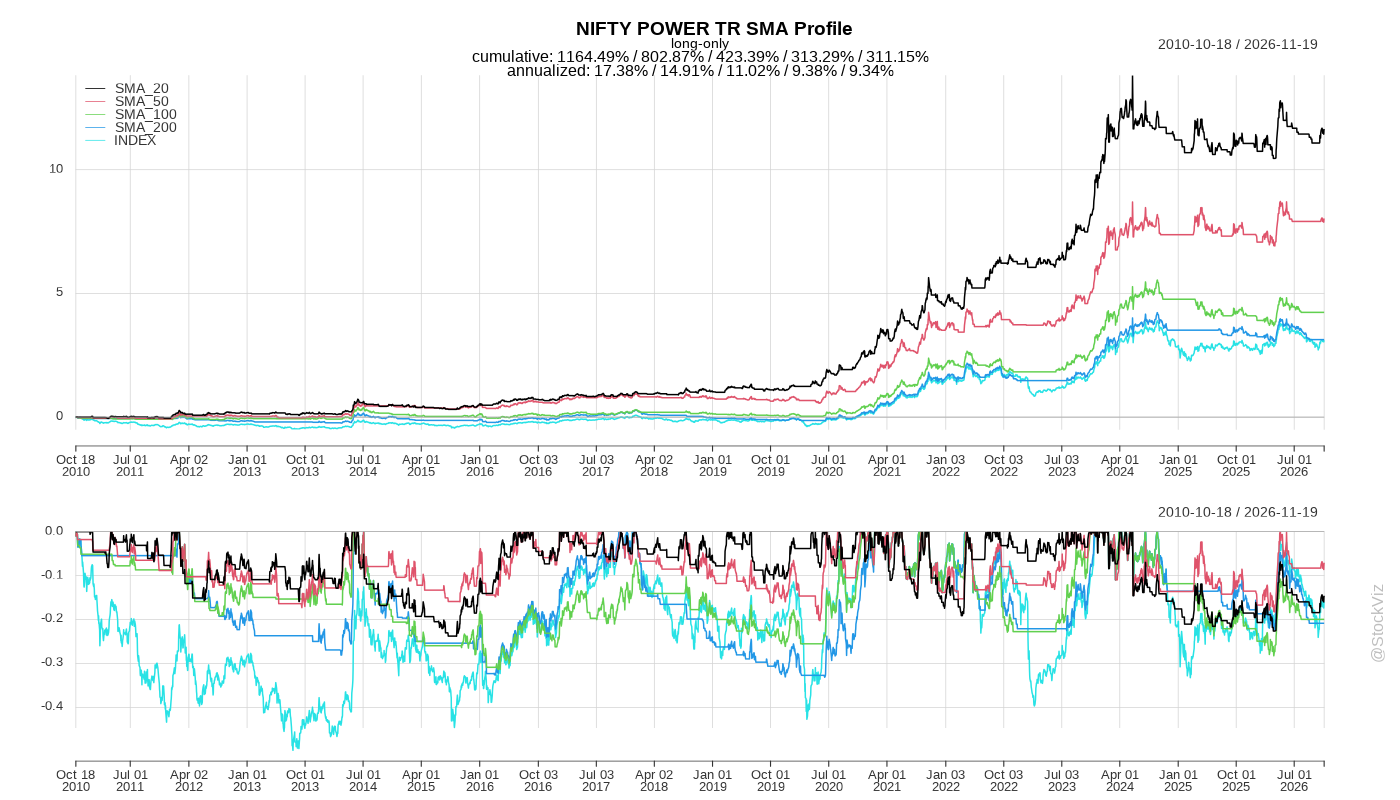 NIFTY POWER TR SMA Profile
long-only
cumulative: 1164.49% / 802.87% / 423.39% / 313.29% / 311.15%
annualized: 17.38% / 14.91% / 11.02% / 9.38% / 9.34%
2010-10-18 / 2026-11-19
SMA_20
SMA_50
SMA_100
SMA_200
INDEX
10
5
0
Oct 18 Jul 01 Apr 02 Jan 01 Oct 01 Jul 01 Apr 01 Jan 01 Oct 03 Jul 03 Apr 02 Jan 01 Oct 01 Jul 01 Apr 01 Jan 03 Oct 03 Jul 03 Apr 01 Jan 01 Oct 01 Jul 01
2010 2011 2012 2013 2013 2014 2015 2016 2016 2017 2018 2019 2019 2020 2021 2022 2022 2023 2024 2025 2025 2026
2010-10-18 / 2026-11-19
0.0
-0.1
-0.2
-0.3
-0.4
Oct 18 Jul 01 Apr 02 Jan 01 Oct 01 Jul 01 Apr 01 Jan 01 Oct 03 Jul 03 Apr 02 Jan 01 Oct 01 Jul 01 Apr 01 Jan 03 Oct 03 Jul 03 Apr 01 Jan 01 Oct 01 Jul 01
2010 2011 2012 2013 2013 2014 2015 2016 2016 2017 2018 2019 2019 2020 2021 2022 2022 2023 2024 2025 2025 2026
@StockViz